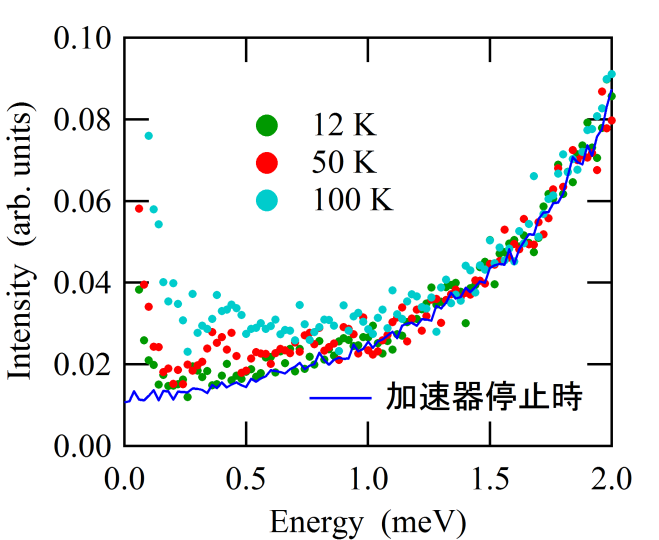 0.10
0.08
0.06
0.04
0.02
0.00
Intensity (arb. units)
12 K
50 K
100 K
加速器停止時
0.0 0.5 1.0 1.5 2.0
Energy (meV)